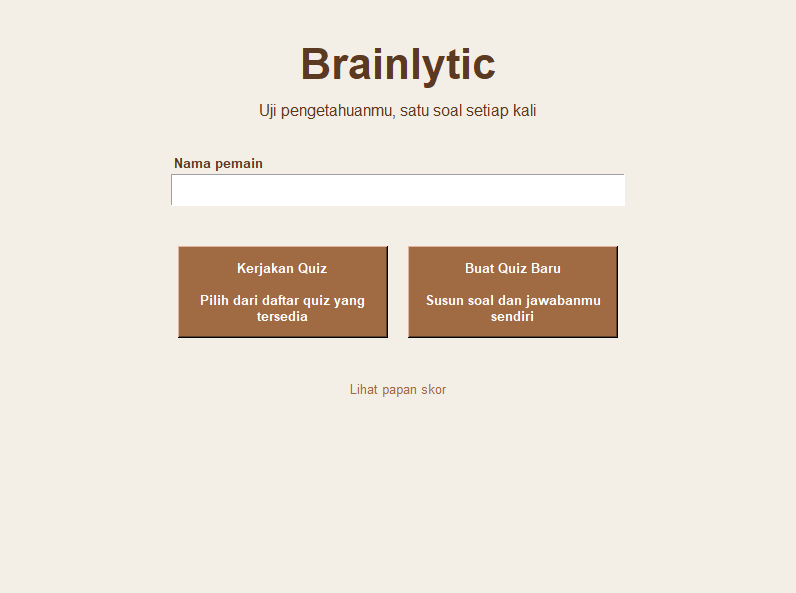 Brainlytic
Uji pengetahuanmu, satu soal setiap kali
Nama pemain
Kerjakan Quiz
Pilih dari daftar quiz yang
tersedia
Buat Quiz Baru
Susun soal dan jawabanmu
sendiri
Lihat papan skor